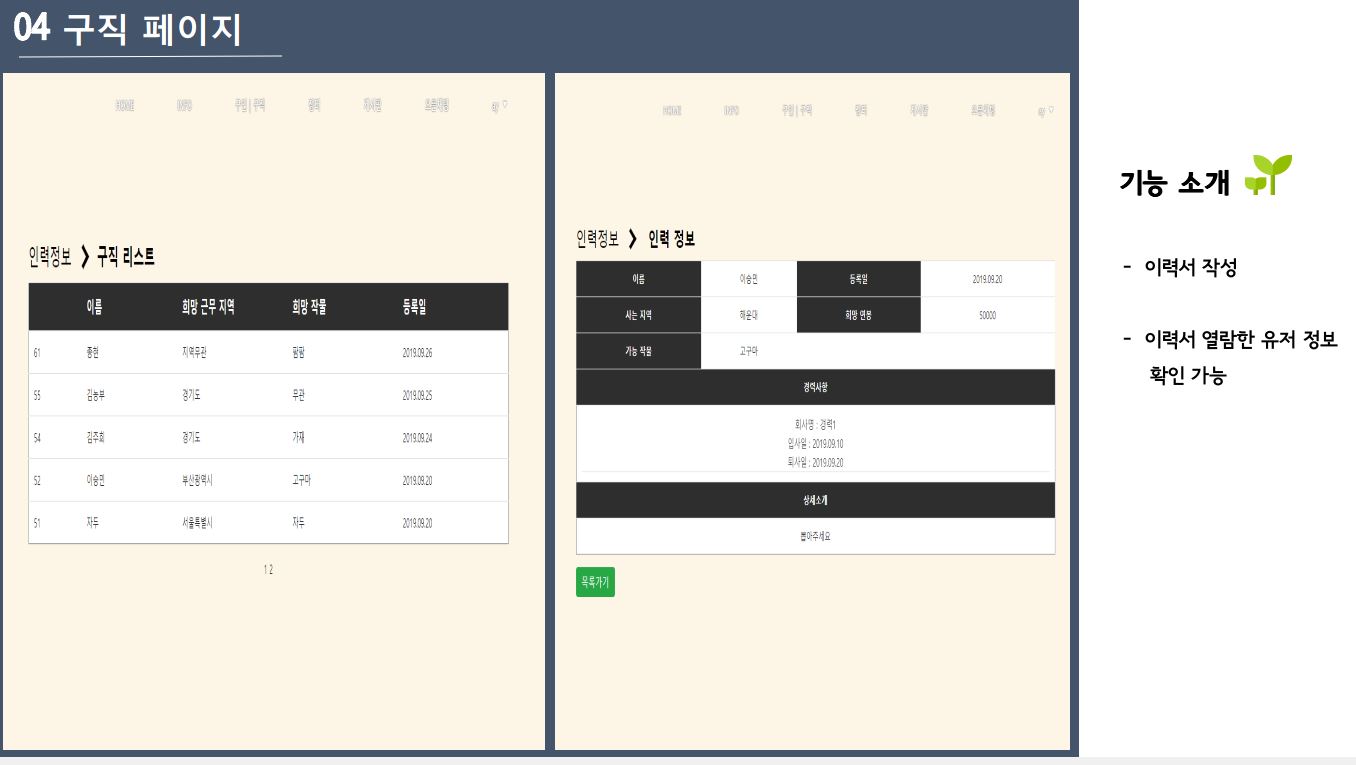 04 구직 페이지
HOME INFO 구인 | 구직 장터 게시판 오픈채팅 ay ▽
인력정보 ❯ 구직 리스트
이름 희망 근무 지역 희망 작물 등록일
61 종현 지역무관 팜팜 2019.09.26
55 김농부 경기도 무관 2019.09.25
54 김주희 경기도 가재 2019.09.24
52 이승민 부산광역시 고구마 2019.09.20
51 자두 서울특별시 자두 2019.09.20
1 2
HOME INFO 구인 | 구직 장터 게시판 오픈채팅 ay ▽
인력정보 ❯ 인력 정보
이름 이승민 등록일 2019.09.20
사는 지역 해운대 희망 연봉 50000
가능 작물 고구마
경력사항
회사명 : 경력1
입사일 : 2019.09.10
퇴사일 : 2019.09.20
상세소개
뽑아주세요
목록가기
기능 소개
- 이력서 작성
- 이력서 열람한 유저 정보
확인 가능